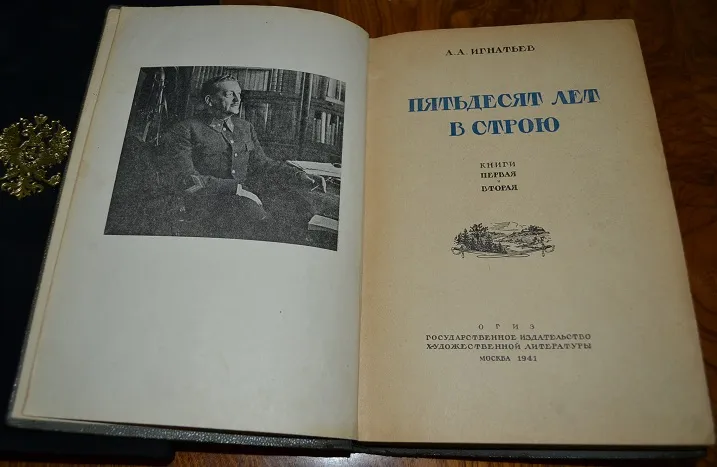 А.А. ИГНАТЬЕВ
ПЯТЬДЕСЯТ ЛЕТ
В СТРОЮ
КНИГИ
ПЕРВАЯ
ВТОРАЯ
ОГИЗ
ГОСУДАРСТВЕННОЕ ИЗДАТЕЛЬСТВО
ХУДОЖЕСТВЕННОЙ ЛИТЕРАТУРЫ
МОСКВА 1941